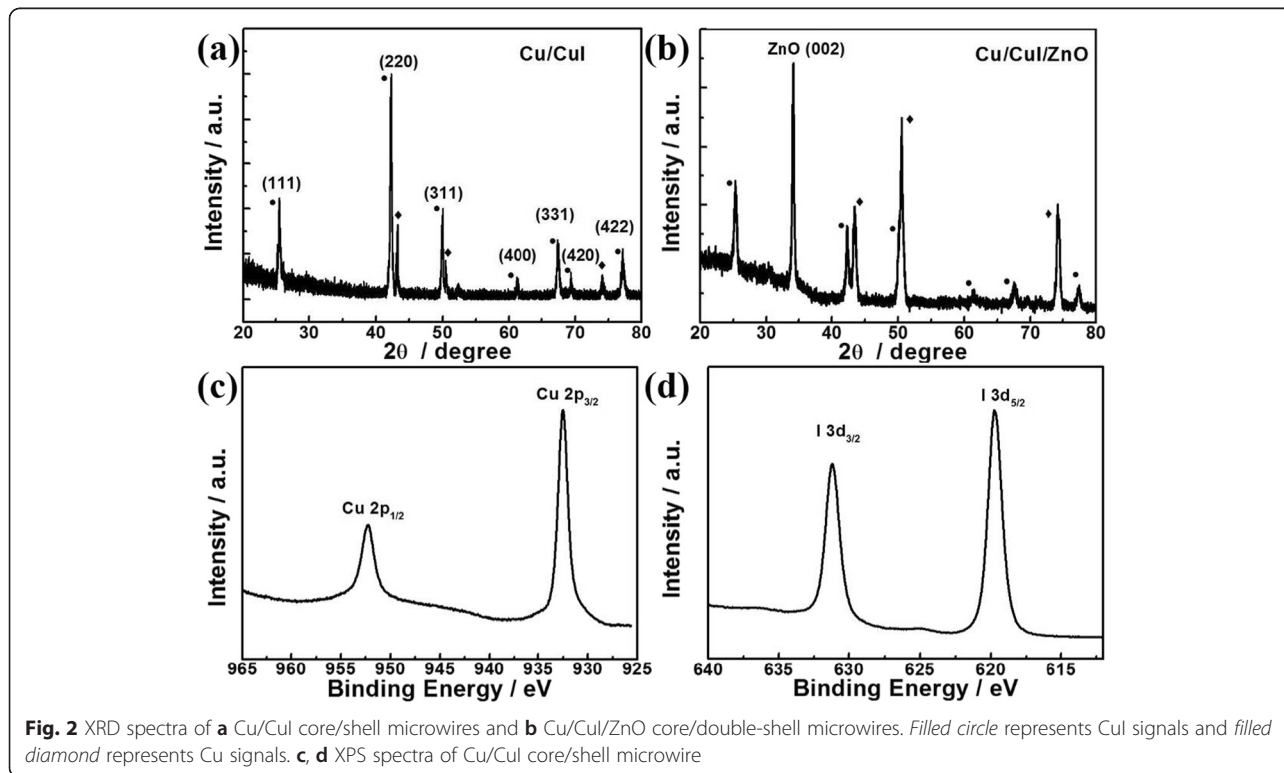 (a)
Cu/CuI
(220)
(111)
(311)
(331)
(422)
(400)
(420)
Intensity / a.u.
20 30 40 50 60 70 80
2θ / degree
(b)
ZnO (002)
Cu/CuI/ZnO
Intensity / a.u.
20 30 40 50 60 70 80
2θ / degree
(c)
Cu 2p3/2
Cu 2p1/2
Intensity / a.u.
965 960 955 950 945 940 935 930 925
Binding Energy / eV
(d)
I 3d5/2
I 3d3/2
Intensity / a.u.
640 635 630 625 620 615
Binding Energy / eV
Fig. 2 XRD spectra of a Cu/CuI core/shell microwires and b Cu/CuI/ZnO core/double-shell microwires. Filled circle represents CuI signals and filled
diamond represents Cu signals. c, d XPS spectra of Cu/CuI core/shell microwire